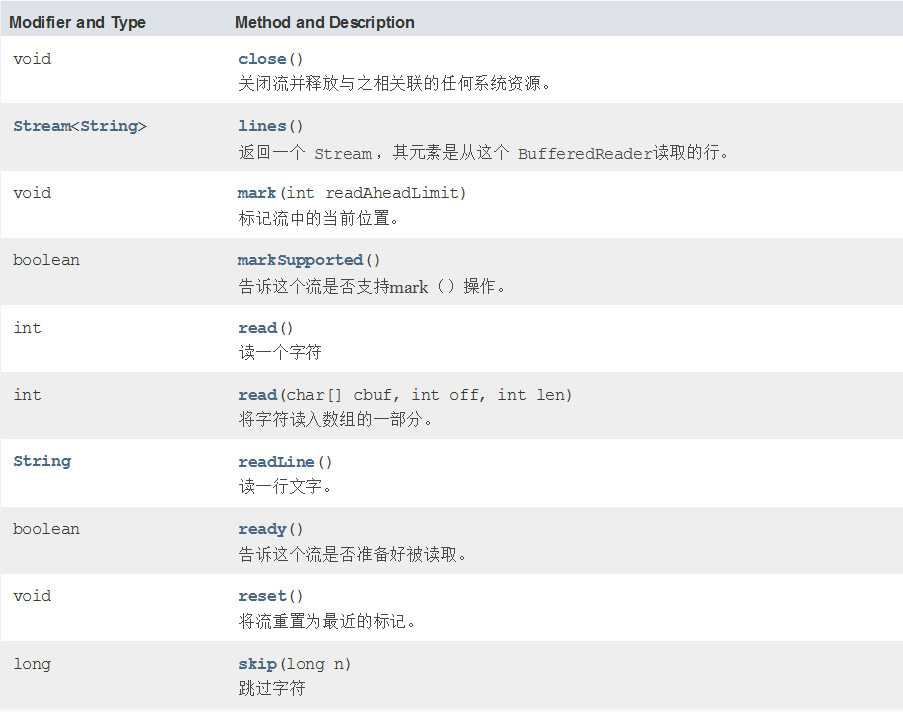 Modifier and Type Method and Description
void close()
关闭流并释放与之相关联的任何系统资源。
Stream<String> lines()
返回一个 Stream ，其元素是从这个 BufferedReader读取的行。
void mark(int readAheadLimit)
标记流中的当前位置。
boolean markSupported()
告诉这个流是否支持mark（）操作。
int read()
读一个字符
int read(char[] cbuf, int off, int len)
将字符读入数组的一部分。
String readLine()
读一行文字。
boolean ready()
告诉这个流是否准备好被读取。
void reset()
将流重置为最近的标记。
long skip(long n)
跳过字符